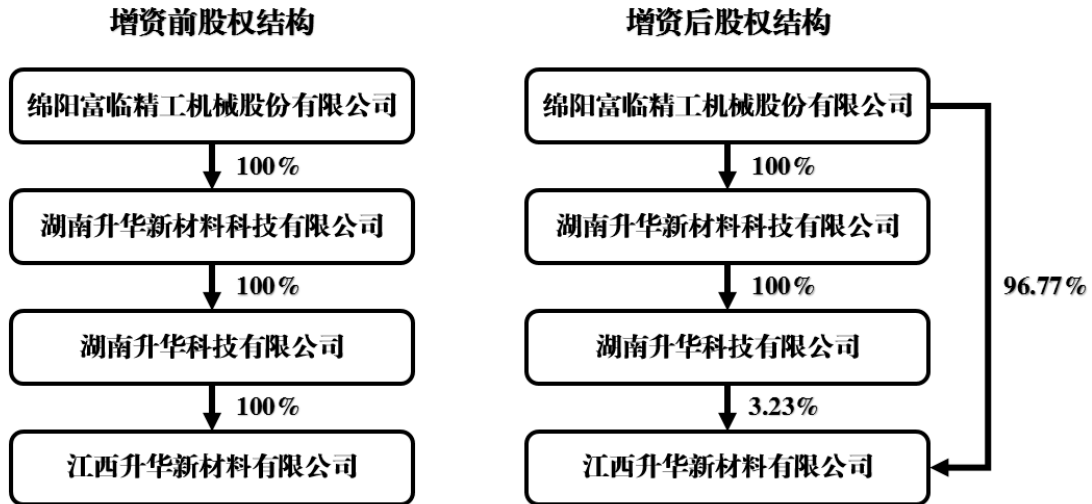 增资前股权结构
绵阳富临精工机械股份有限公司
100%
湖南升华新材料科技有限公司
100%
湖南升华科技有限公司
100%
江西升华新材料有限公司
增资后股权结构
绵阳富临精工机械股份有限公司
100%
湖南升华新材料科技有限公司
100%
96.77%
湖南升华科技有限公司
3.23%
江西升华新材料有限公司